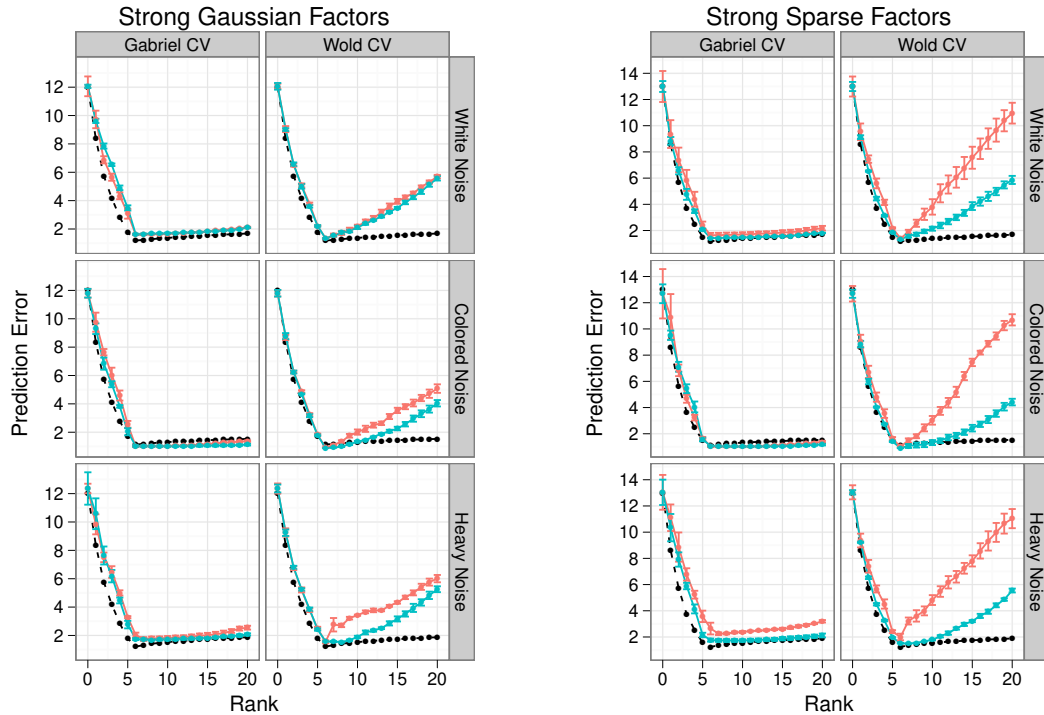 Strong Gaussian Factors
Gabriel CV
Wold CV
12
10
8
6
4
2
White Noise
12
10
8
6
4
2
Colored Noise
12
10
8
6
4
2
Heavy Noise
Prediction Error
0 5 10 15 20
0 5 10 15 20
Rank
Strong Sparse Factors
Gabriel CV
Wold CV
14
12
10
8
6
4
2
White Noise
14
12
10
8
6
4
2
Colored Noise
14
12
10
8
6
4
2
Heavy Noise
Prediction Error
0 5 10 15 20
0 5 10 15 20
Rank